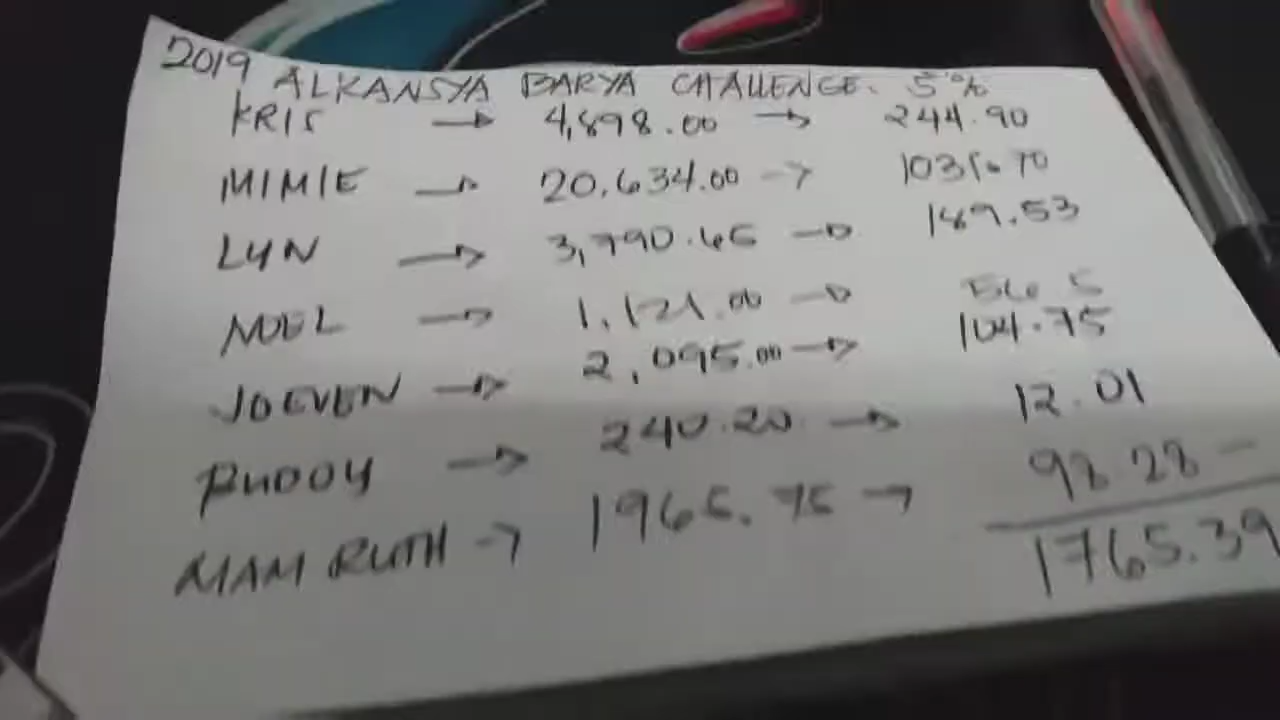 2019 ALKANSYA BARYA CHALLENGE. 5%
KRIS → 4,898.00 → 244.90
MIMIE → 20,634.00 → 1031.70
LYN → 3,790.65 → 189.53
NOEL → 1,121.00 → 56.5
JOEVEN → 2,095.00 → 104.75
BUDDY → 240.20 → 12.01
MAM RUTH → 1965.75 → 98.28
1765.39